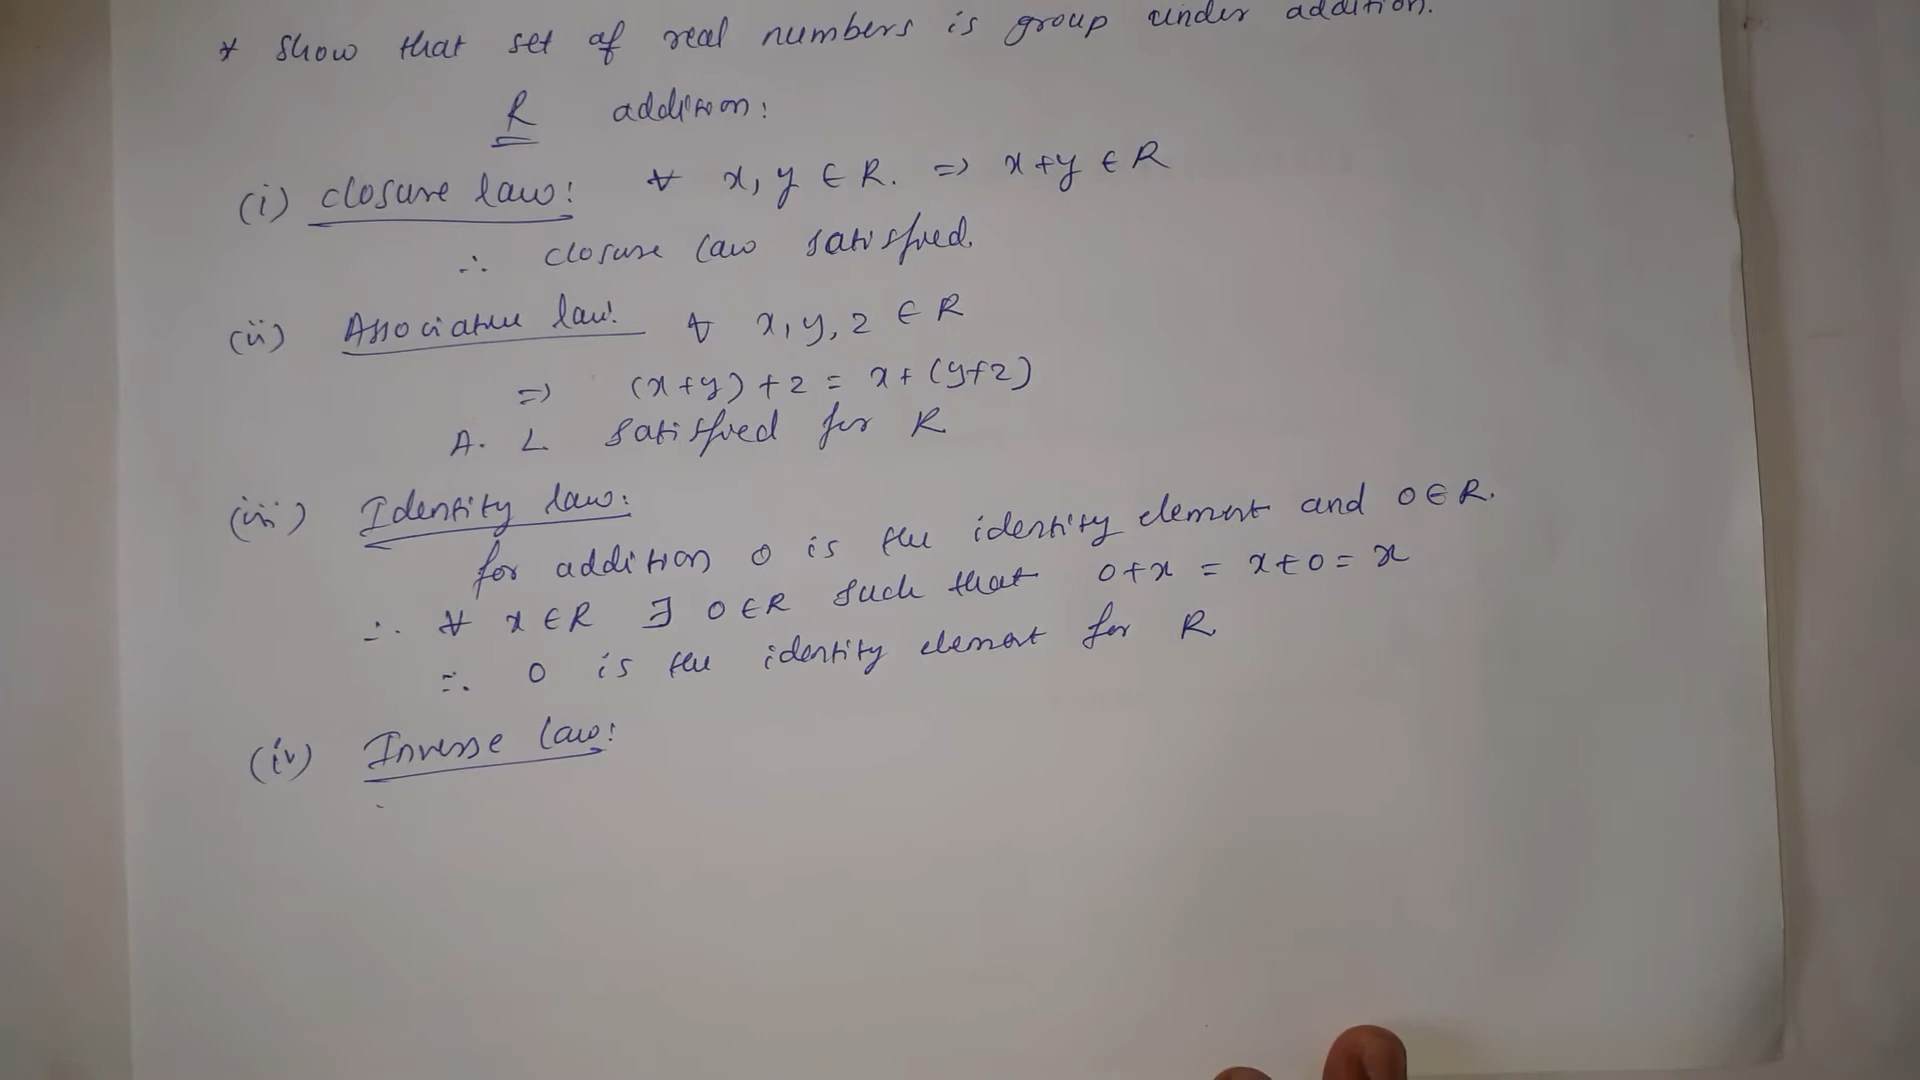 * Show that set of real numbers is group under addition.
R addition:
(i) closure law: ∀ x, y ∈ R. => x+y ∈ R
∴ closure law satisfied.
(ii) Associative law: ∀ x, y, z ∈ R
=> (x+y)+z = x+(y+z)
A. L satisfied for R
(iii) Identity law:
for addition 0 is the identity element and 0∈R.
∴ ∀ x∈R ∃ 0∈R such that 0+x = x+0 = x
∴ 0 is the identity element for R
(iv) Inverse law: